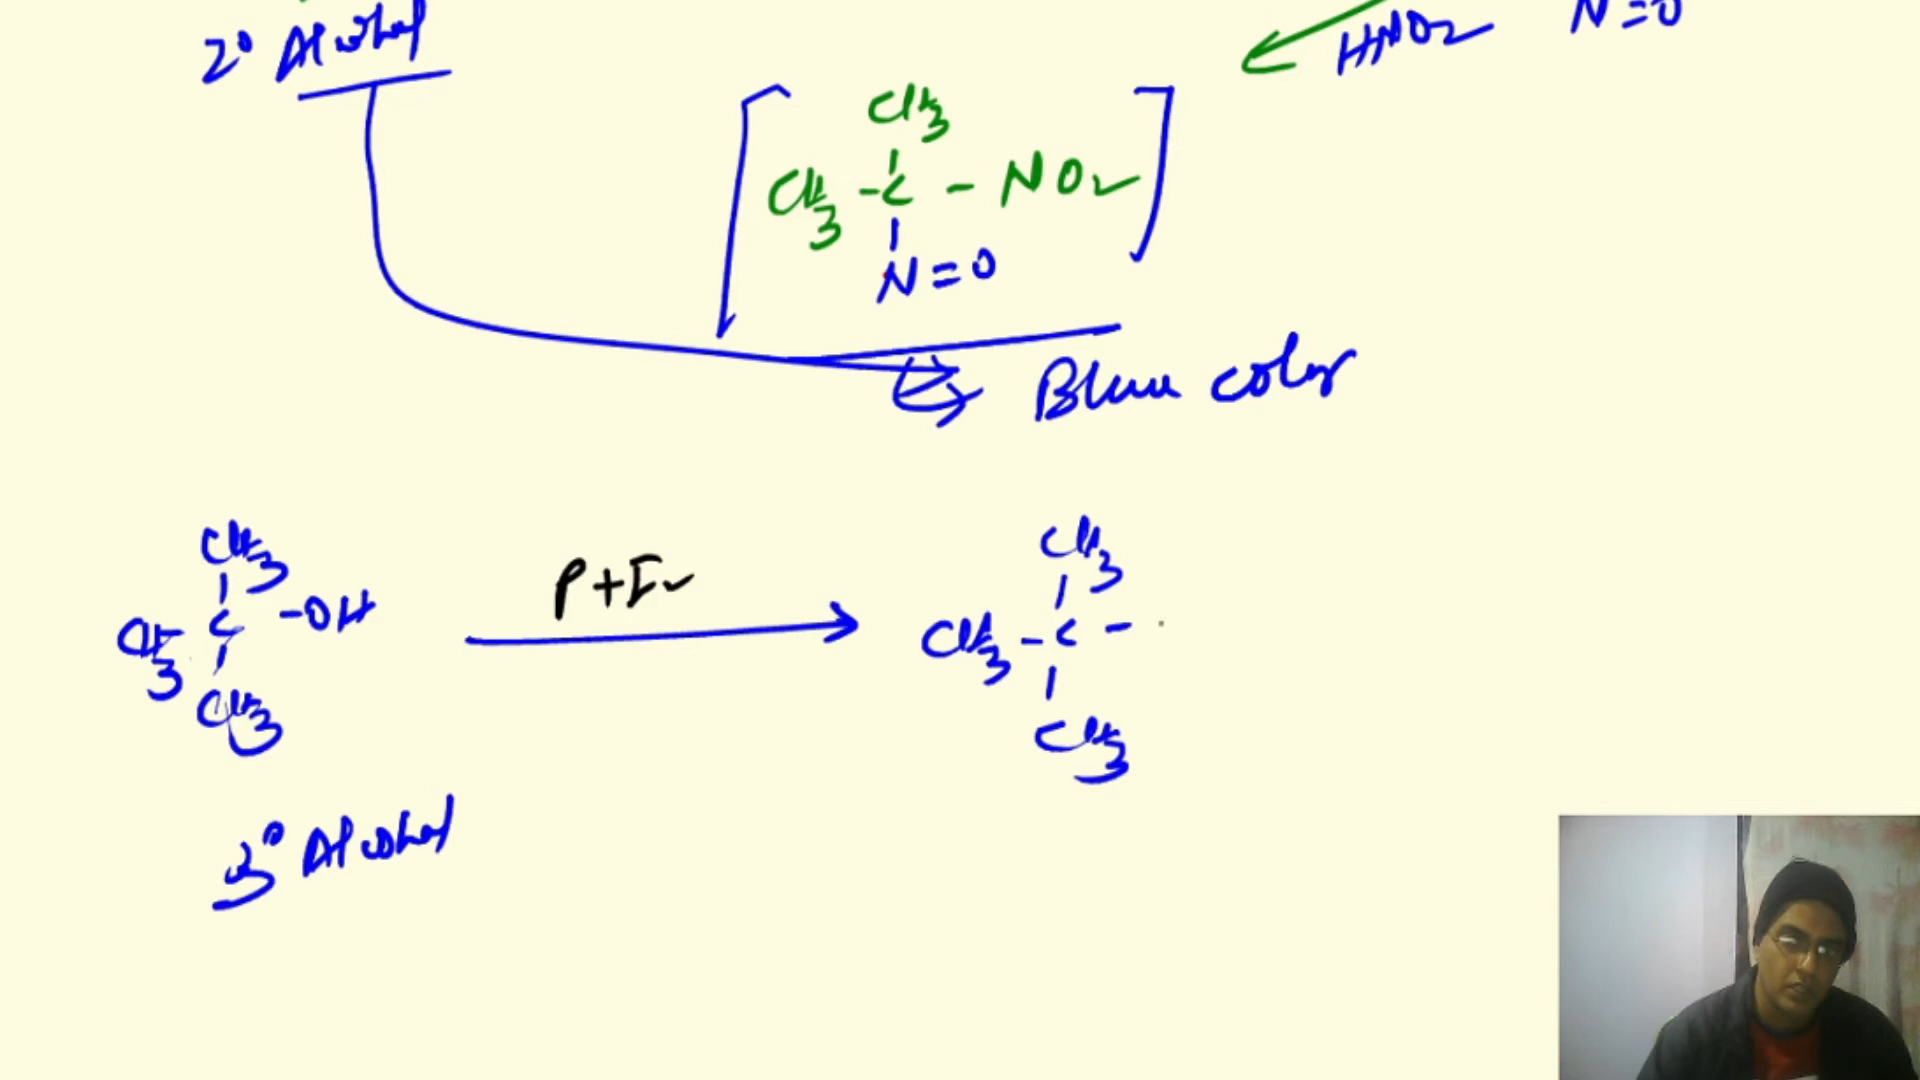 2° Alcohol
HNO2 N=O
CH3
CH3 - C - NO2
N=O
Blue color
CH3
CH3 C -OH
CH3
P+I2
CH3
CH3 - C -
CH3
3° Alcohol